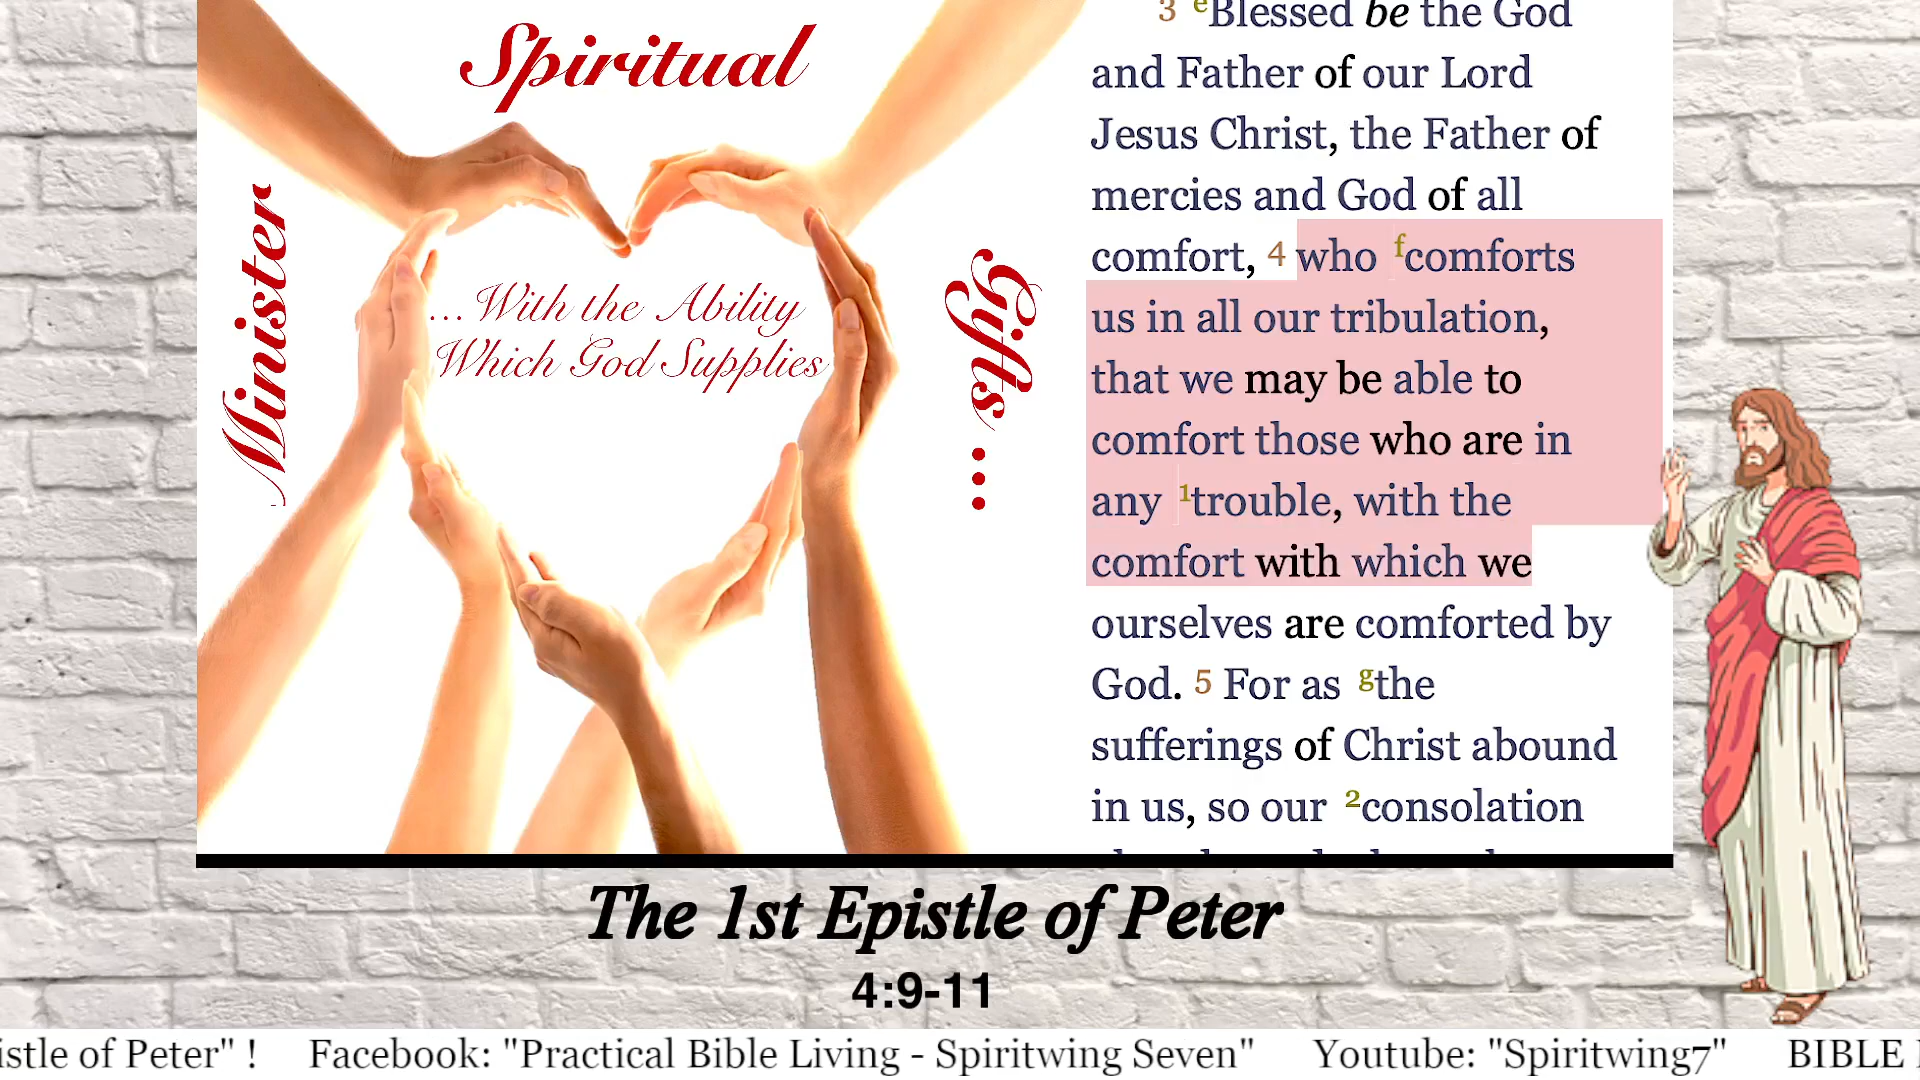 Spiritual
Minister
Gifts ...
... With the Ability
Which God Supplies
3 eBlessed be the God
and Father of our Lord
Jesus Christ, the Father of
mercies and God of all
comfort, 4 who fcomforts
us in all our tribulation,
that we may be able to
comfort those who are in
any 1trouble, with the
comfort with which we
ourselves are comforted by
God. 5 For as gthe
sufferings of Christ abound
in us, so our 2consolation
The 1st Epistle of Peter
4:9-11
istle of Peter" ! Facebook: "Practical Bible Living - Spiritwing Seven" Youtube: "Spiritwing7" BIBLE